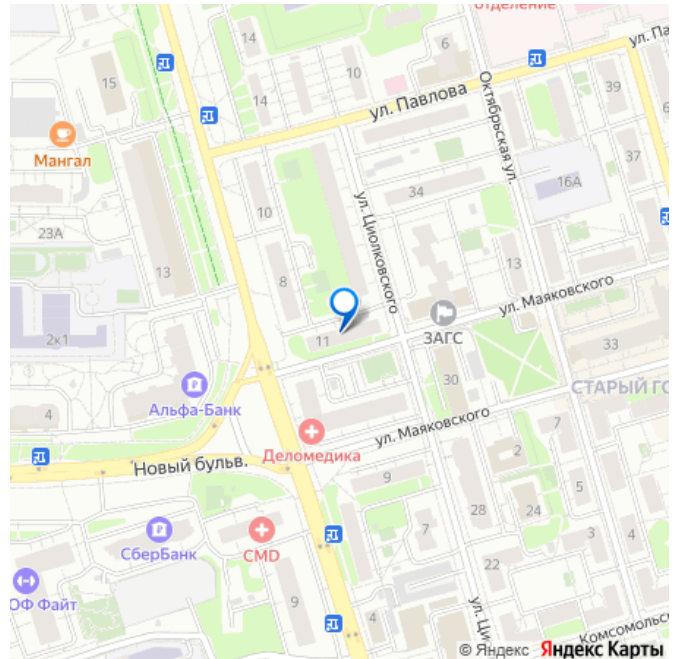 отделение
15
14
14
10
6
ул. Павлова
ул. Па
Октябрьская ул.
39
37
Мангал
34
16А
10
ул. Циолковского
23А
13
8
13
2к1
11
ЗАГС
ул. Маяковского
33
30
СТАРЫЙ ГО
Альфа-Банк
4
Деломедика
ул. Маяковского
7
2
Новый бульв.
9
5
28
24
СберБанк
CMD
7
3
4
22
ОФ Фит
9
4
ул. Ци
Комсомольс
© Яндекс Яндекс Карты